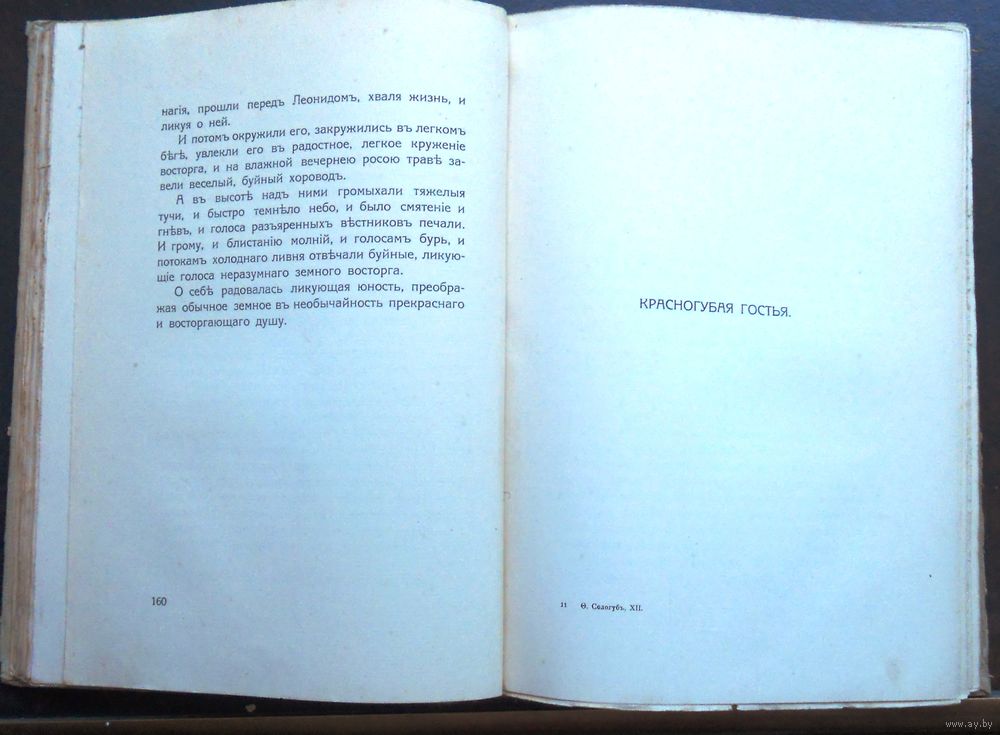 нагія, прошли передъ Леонидомъ, хваля жизнь, и
ликуя о ней.
И потомъ окружили его, закружились въ легкомъ
бѣгѣ, увлекли его въ радостное, легкое круженіе
восторга, и на влажной вечернею росою травѣ за-
вели веселый, буйный хороводъ.
А въ высотѣ надъ ними громыхали тяжелыя
тучи, и быстро темнѣло небо, и было смятеніе и
гнѣвъ, и голоса разъяренныхъ вѣстниковъ печали.
И грому, и блистанію молній, и голосамъ бурь, и
потокамъ холоднаго ливня отвѣчали буйные, ликую-
щіе голоса неразумнаго земного восторга.
О себѣ радовалась ликующая юность, преобра-
жая обычное земное въ необычайность прекраснаго
и восторгающаго душу.
160
КРАСНОГУБАЯ ГОСТЬЯ.
11 Ѳ. Сологубъ, XII.
www.ay.by